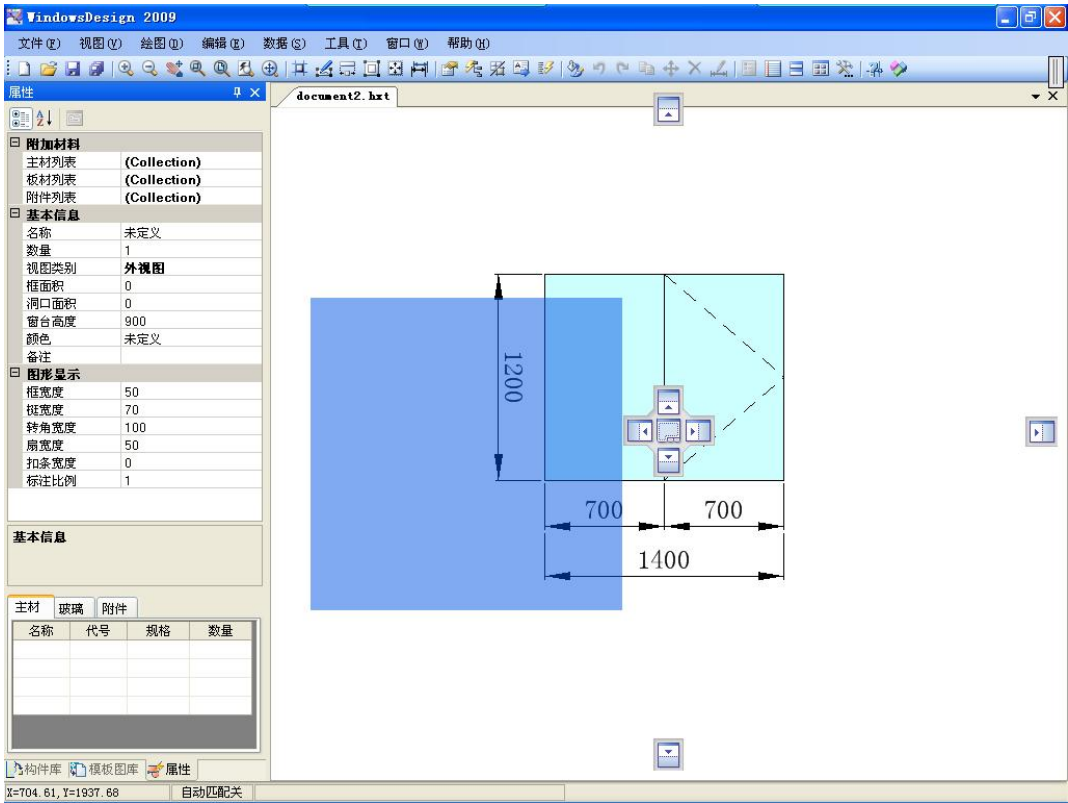 WindowsDesign 2009
文件(F) 视图(V) 绘图(D) 编辑(E) 数据(S) 工具(T) 窗口(W) 帮助(H)
属性
document2.hxt
附加材料
主材列表 (Collection)
板材列表 (Collection)
附件列表 (Collection)
基本信息
名称 未定义
数量 1
视图类别 外视图
框面积 0
洞口面积 0
窗台高度 900
颜色 未定义
备注
图形显示
框宽度 50
梃宽度 70
转角宽度 100
扇宽度 50
扣条宽度 0
标注比例 1
1200
700 700
1400
基本信息
主材 玻璃 附件
名称 代号 规格 数量
构件库 模板图库 属性
X=704.61,Y=1937.68 自动匹配关